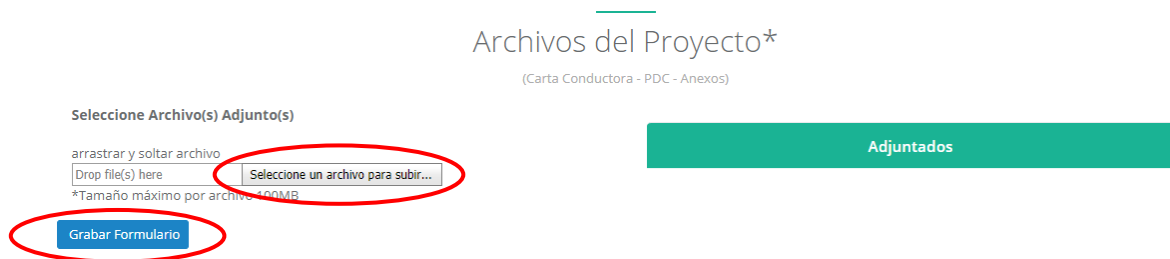 Archivos del Proyecto*
(Carta Conductora - PDC - Anexos)
Seleccione Archivo(s) Adjunto(s)
Adjuntados
arrastrar y soltar archivo
Drop file(s) here
Seleccione un archivo para subir...
*Tamaño máximo por archivo 100MB
Grabar Formulario